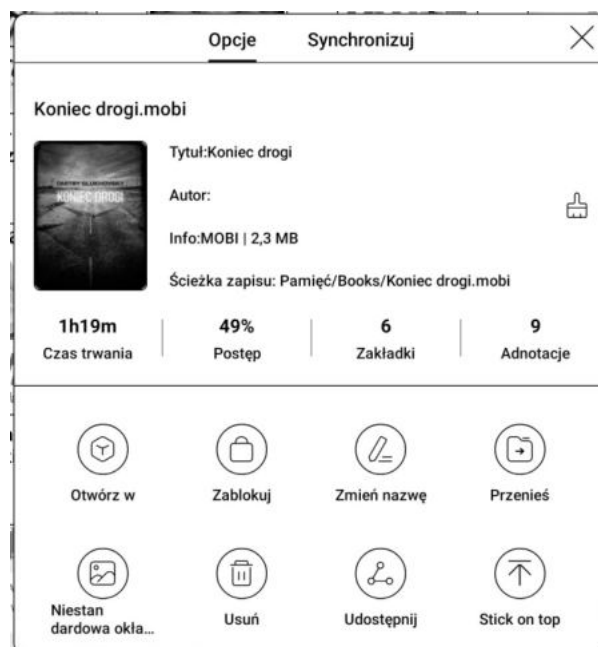 Opcje Synchronizuj
Koniec drogi.mobi
DMITRY GLUKHOVSKY
KONIEC DROGI
Tytuł:Koniec drogi
Autor:
Info:MOBI | 2,3 MB
Ścieżka zapisu: Pamięć/Books/Koniec drogi.mobi
1h19m 49% 6 9
Czas trwania Postęp Zakładki Adnotacje
Otwórz w Zablokuj Zmień nazwę Przenieś
Niestan
dardowa okła... Usuń Udostępnij Stick on top